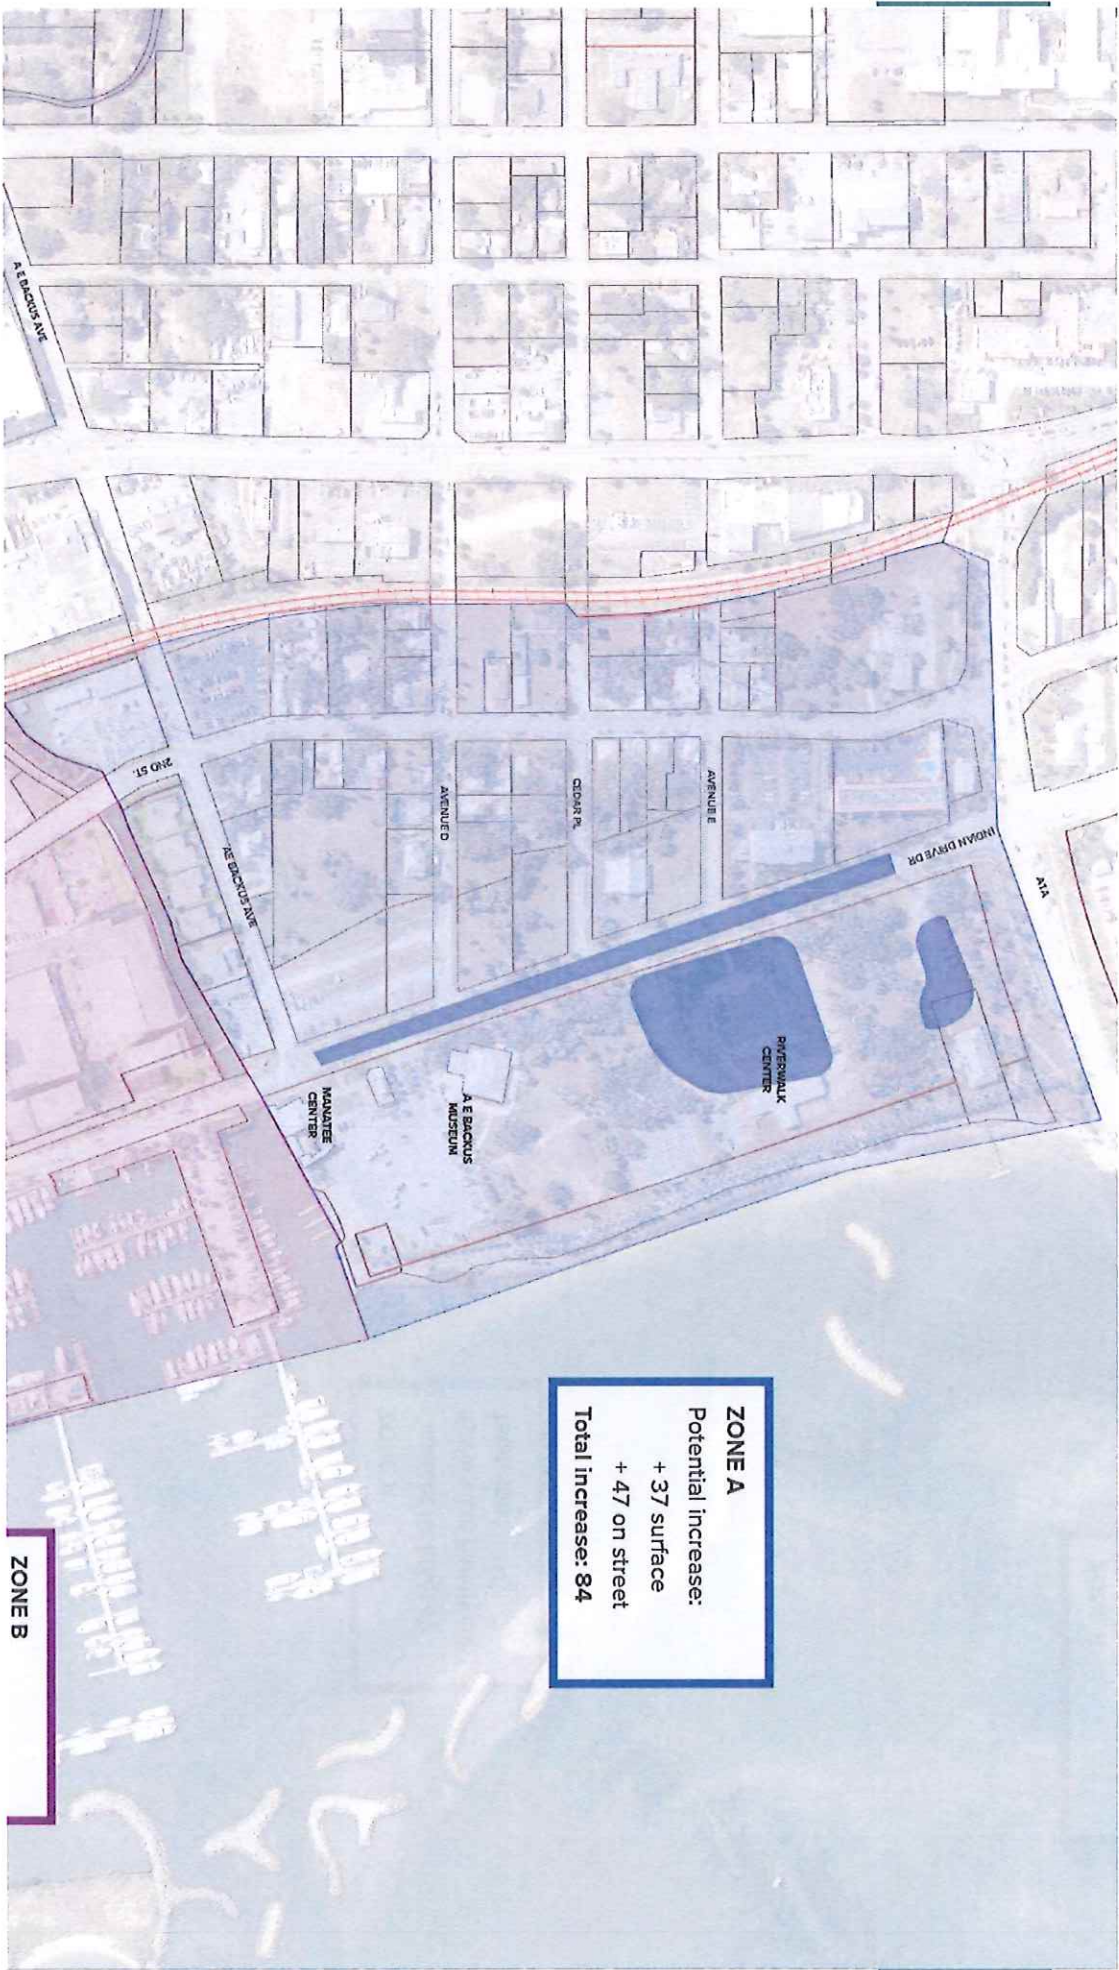 A E BACKUS AVE
2ND ST.
AE BACKUS AVE
AVENUE D
CEDAR PL
AVENUE E
INDIAN DRIVE DR
A1A
RIVERWALK
CENTER
A E BACKUS
MUSEUM
MANATEE
CENTER
ZONE A
Potential increase:
+ 37 surface
+ 47 on street
Total increase: 84
ZONE B